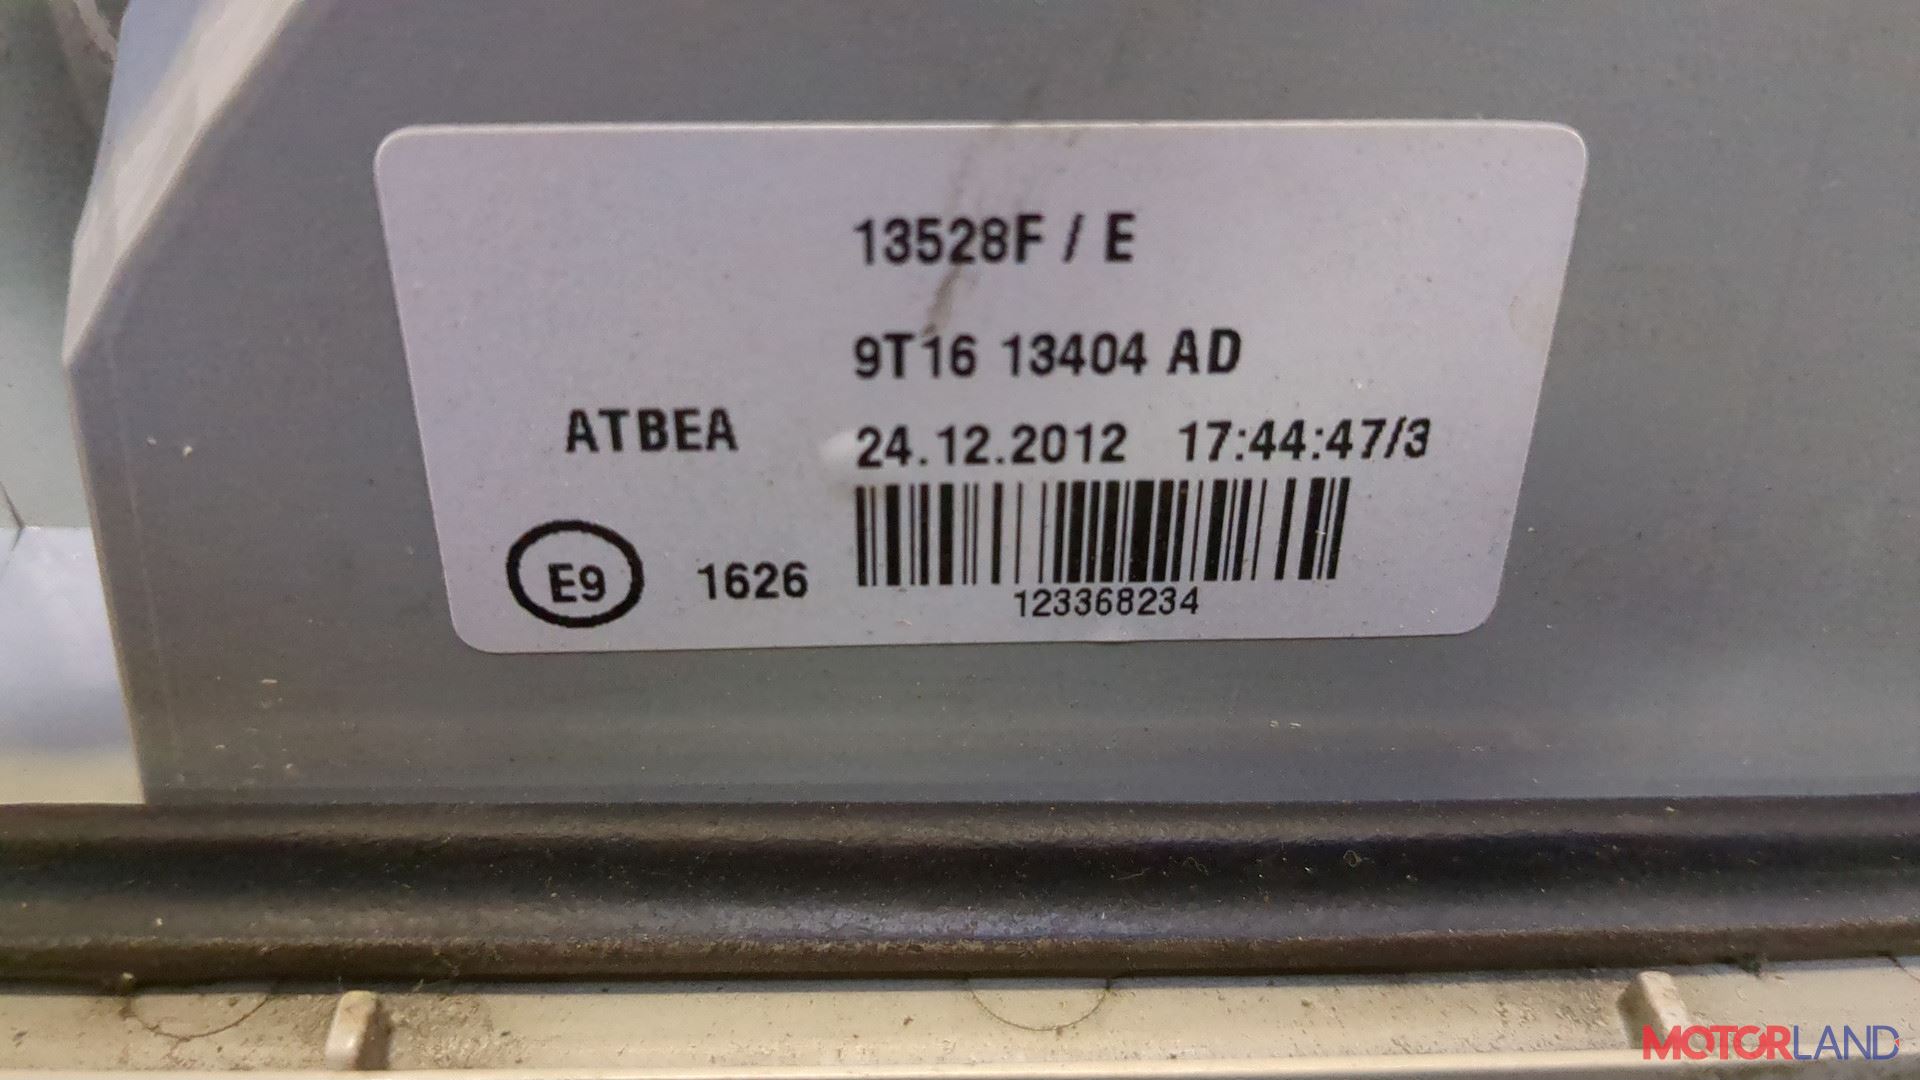 13528F / E
9T16 13404 AD
ATBEA 24.12.2012 17:44:47/3
E9 1626
123368234
MOTORLAND